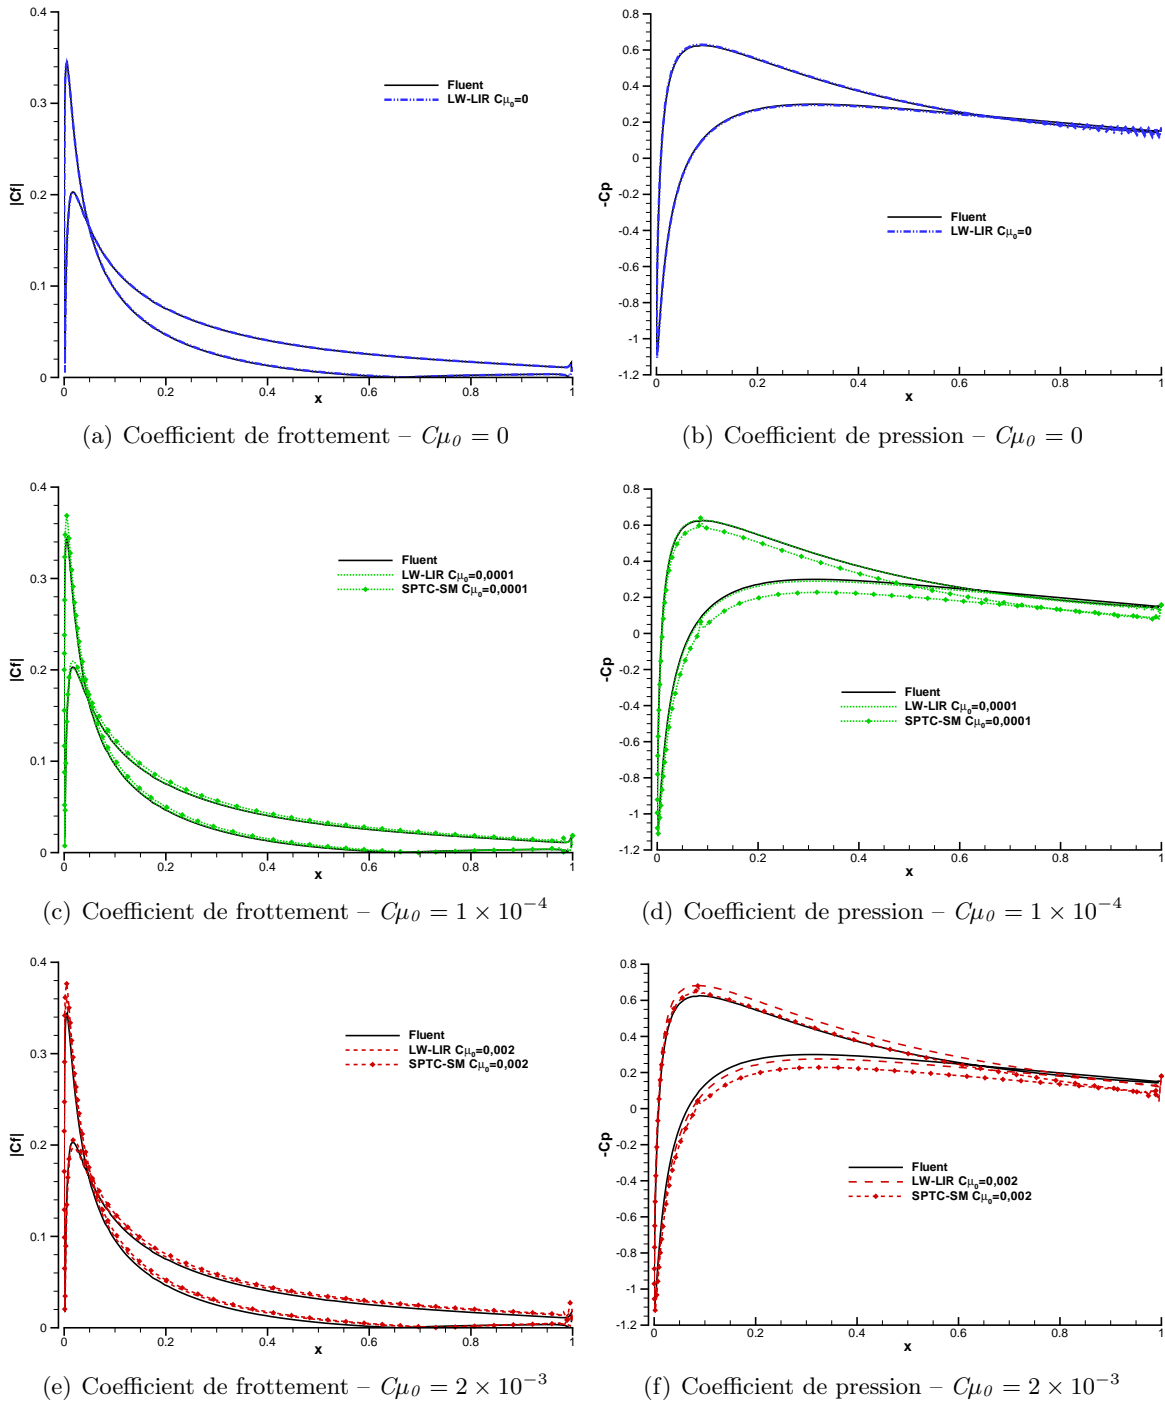 0.4
0.3
0.2
0.1
0
|Cf|
Fluent
LW-LIR Cμ₀=0
0 0.2 0.4 0.6 0.8 1
x
(a) Coefficient de frottement – Cμ₀ = 0
0.8
0.6
0.4
0.2
0
-0.2
-0.4
-0.6
-0.8
-1
-1.2
-Cp
Fluent
LW-LIR Cμ₀=0
0 0.2 0.4 0.6 0.8 1
x
(b) Coefficient de pression – Cμ₀ = 0
0.4
0.3
0.2
0.1
0
|Cf|
Fluent
LW-LIR Cμ₀=0,0001
SPTC-SM Cμ₀=0,0001
0 0.2 0.4 0.6 0.8 1
x
(c) Coefficient de frottement – Cμ₀ = 1 × 10⁻⁴
0.8
0.6
0.4
0.2
0
-0.2
-0.4
-0.6
-0.8
-1
-1.2
-Cp
Fluent
LW-LIR Cμ₀=0,0001
SPTC-SM Cμ₀=0,0001
0 0.2 0.4 0.6 0.8 1
x
(d) Coefficient de pression – Cμ₀ = 1 × 10⁻⁴
0.4
0.3
0.2
0.1
0
|Cf|
Fluent
LW-LIR Cμ₀=0,002
SPTC-SM Cμ₀=0,002
0 0.2 0.4 0.6 0.8 1
x
(e) Coefficient de frottement – Cμ₀ = 2 × 10⁻³
0.8
0.6
0.4
0.2
0
-0.2
-0.4
-0.6
-0.8
-1
-1.2
-Cp
Fluent
LW-LIR Cμ₀=0,002
SPTC-SM Cμ₀=0,002
0 0.2 0.4 0.6 0.8 1
x
(f) Coefficient de pression – Cμ₀ = 2 × 10⁻³